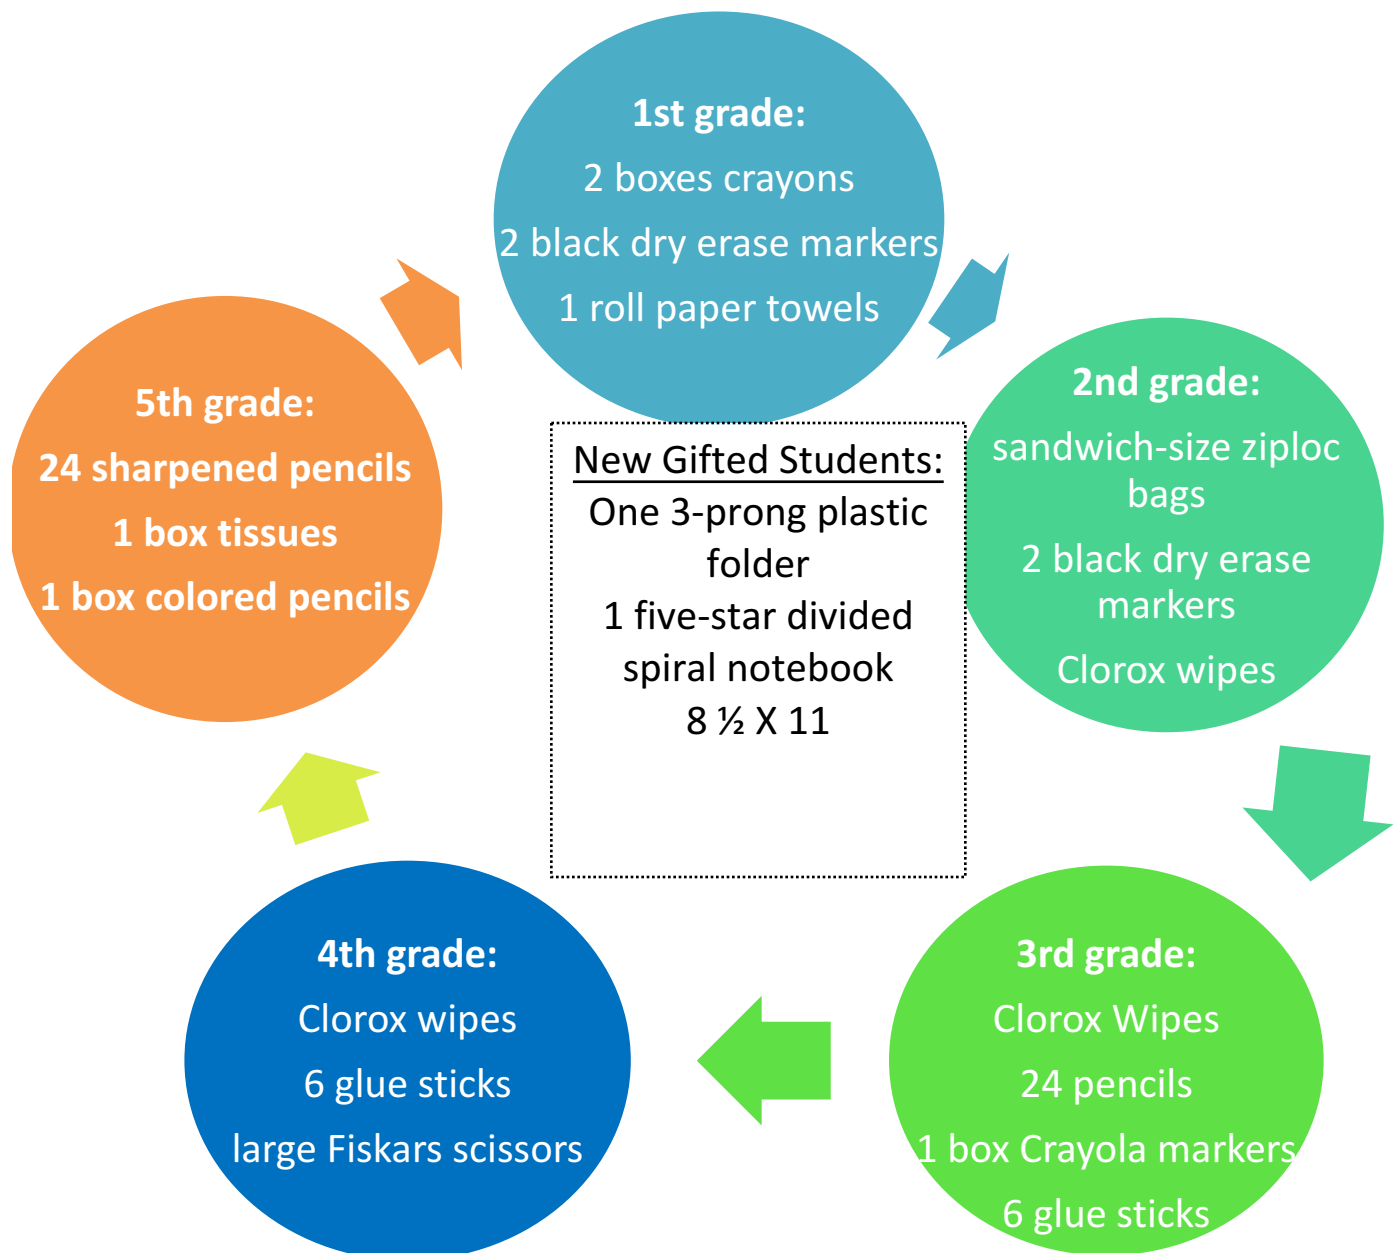 1st grade:
2 boxes crayons
2 black dry erase markers
1 roll paper towels
2nd grade:
sandwich-size ziploc
bags
2 black dry erase
markers
Clorox wipes
3rd grade:
Clorox Wipes
24 pencils
1 box Crayola markers
6 glue sticks
4th grade:
Clorox wipes
6 glue sticks
large Fiskars scissors
5th grade:
24 sharpened pencils
1 box tissues
1 box colored pencils
New Gifted Students:
One 3-prong plastic
folder
1 five-star divided
spiral notebook
8 ½ X 11